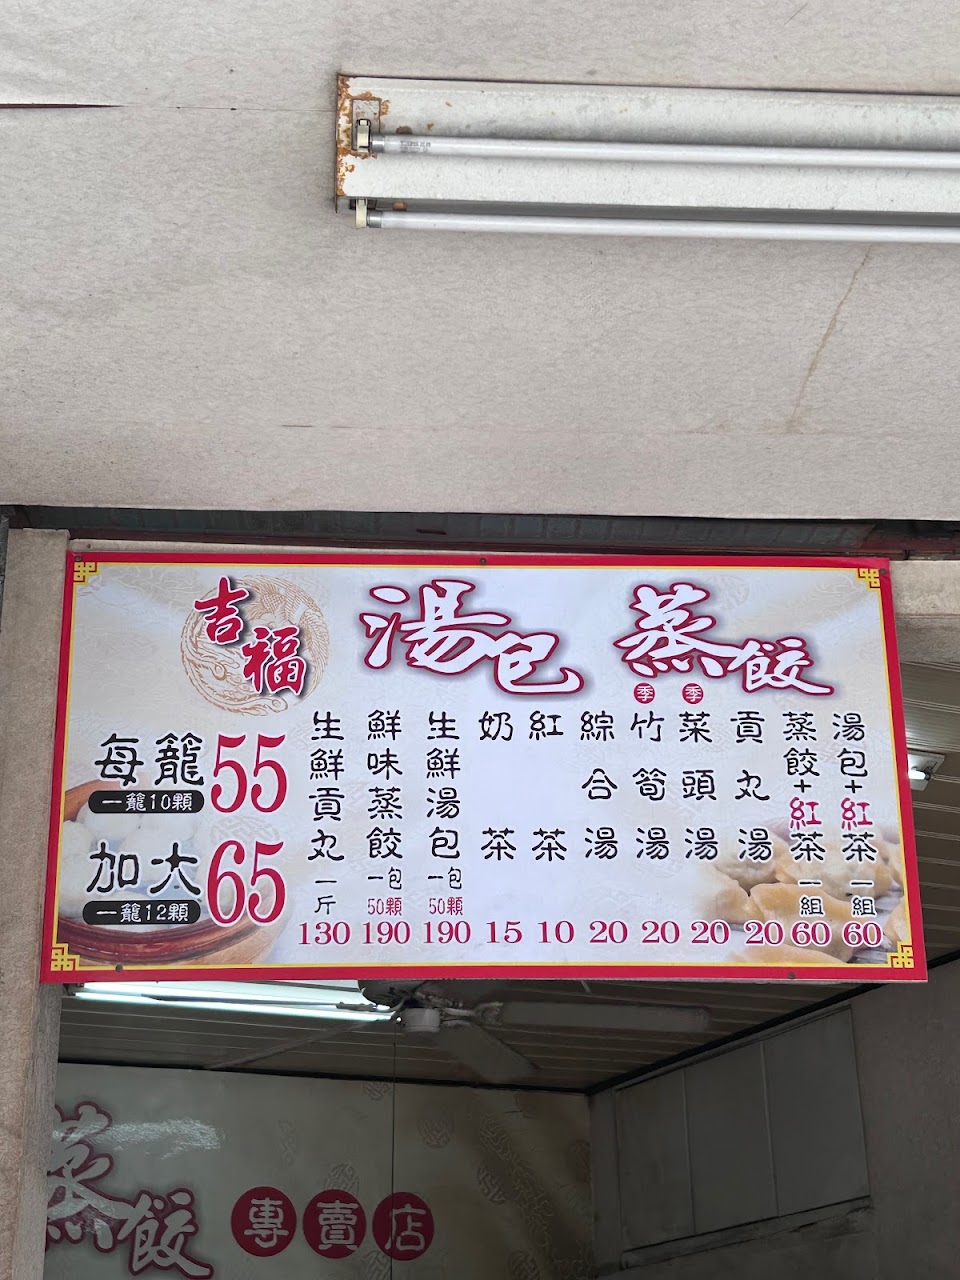 吉福
湯包 蒸餃
每籠 55
一籠10顆
加大 65
一籠12顆
湯包+紅茶 一組 60
蒸餃+紅茶 一組 60
貢丸湯 20
季 菜頭湯 20
季 竹筍湯 20
綜合湯 20
紅茶 10
奶茶 15
生鮮湯包 一包 50顆 190
鮮味蒸餃 一包 50顆 190
生鮮貢丸 一斤 130
蒸餃
專賣店